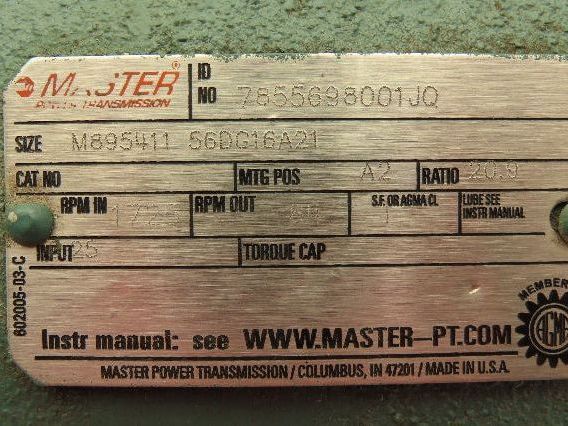 MASTER
POWER TRANSMISSION
ID NO 7855698001JQ
SIZE M895411 56DG16A21
CAT NO MTG POS A2 RATIO 20.9
RPM IN RPM OUT S.F. OR AGMA CL 1 LUBE SEE INSTR MANUAL
INPUT 25 TORQUE CAP
602005-03-C
Instr manual: see WWW.MASTER-PT.COM
MASTER POWER TRANSMISSION / COLUMBUS, IN 47201 / MADE IN U.S.A.
MEMBER
AGMA